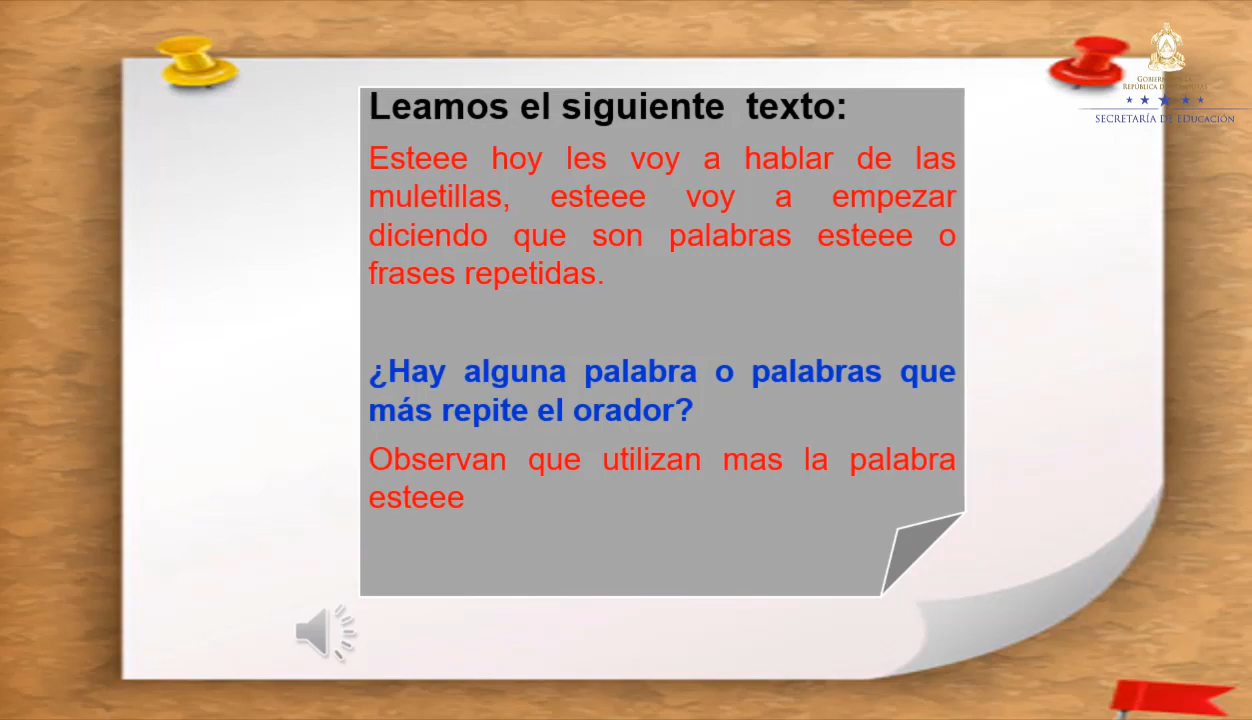 Leamos el siguiente texto:
Esteee hoy les voy a hablar de las
muletillas, esteee voy a empezar
diciendo que son palabras esteee o
frases repetidas.
¿Hay alguna palabra o palabras que
más repite el orador?
Observan que utilizan mas la palabra
esteee
SECRETARÍA DE EDUCACIÓN